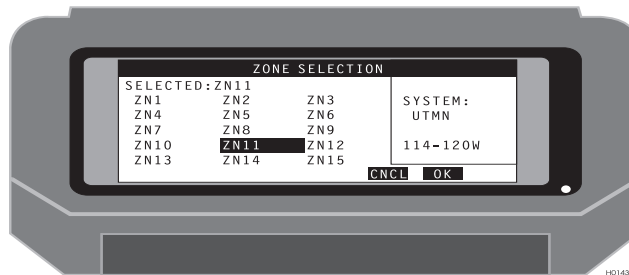 ZONE SELECTION
SELECTED:ZN11
ZN1 ZN2 ZN3
ZN4 ZN5 ZN6
ZN7 ZN8 ZN9
ZN10 ZN11 ZN12
ZN13 ZN14 ZN15
SYSTEM:
UTMN
114-120W
CNCL OK
H0143